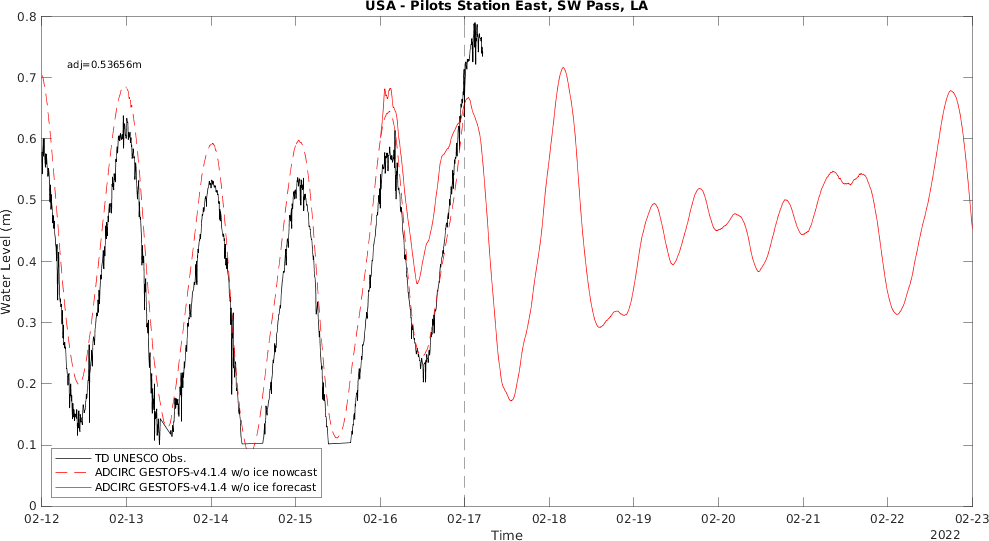 USA - Pilots Station East, SW Pass, LA
0.8
0.7
0.6
0.5
0.4
0.3
0.2
0.1
0
Water Level (m)
adj=0.53656m
TD UNESCO Obs.
ADCIRC GESTOFS-v4.1.4 w/o ice nowcast
ADCIRC GESTOFS-v4.1.4 w/o ice forecast
02-12 02-13 02-14 02-15 02-16 02-17 02-18 02-19 02-20 02-21 02-22 02-23
Time
2022